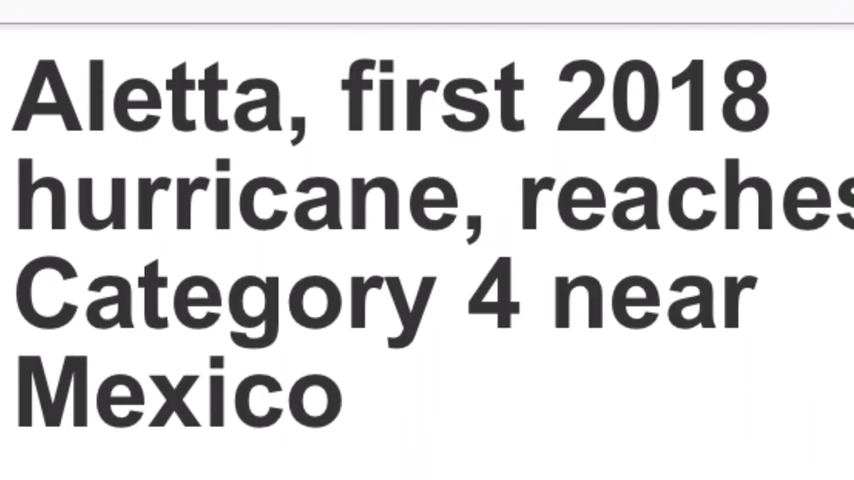 Aletta, first 2018
hurricane, reaches
Category 4 near
Mexico